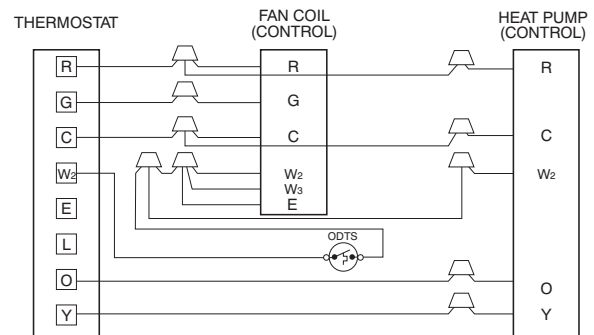 THERMOSTAT
FAN COIL
(CONTROL)
HEAT PUMP
(CONTROL)
R R R
G G
C C C
W2 W2 W2
W3
E E
L
ODTS
O O
Y Y